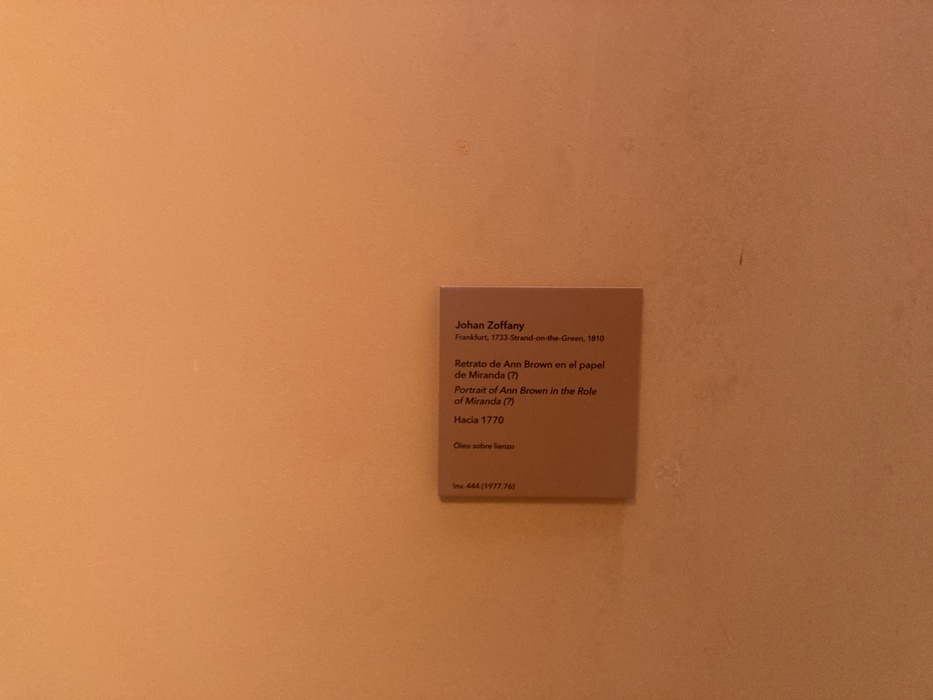 Johan Zoffany
Frankfurt, 1733-Strand-on-the-Green, 1810
Retrato de Ann Brown en el papel
de Miranda (?)
Portrait of Ann Brown in the Role
of Miranda (?)
Hacia 1770
Óleo sobre lienzo
Inv. 444 (1977.76)